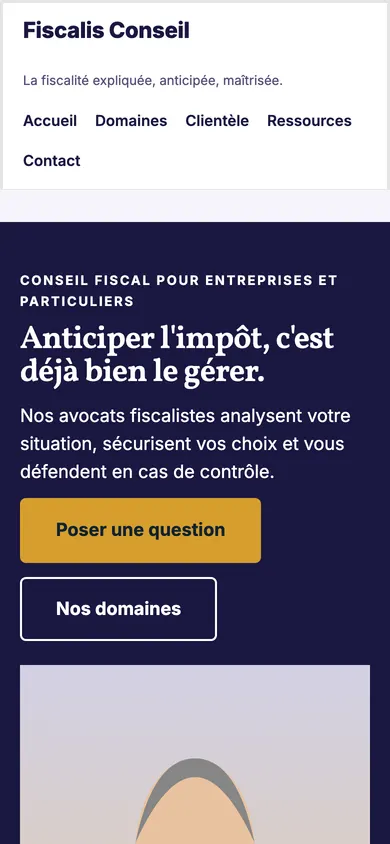 Fiscalis Conseil
La fiscalité expliquée, anticipée, maîtrisée.
Accueil Domaines Clientèle Ressources
Contact
CONSEIL FISCAL POUR ENTREPRISES ET
PARTICULIERS
Anticiper l'impôt, c'est
déjà bien le gérer.
Nos avocats fiscalistes analysent votre
situation, sécurisent vos choix et vous
défendent en cas de contrôle.
Poser une question
Nos domaines